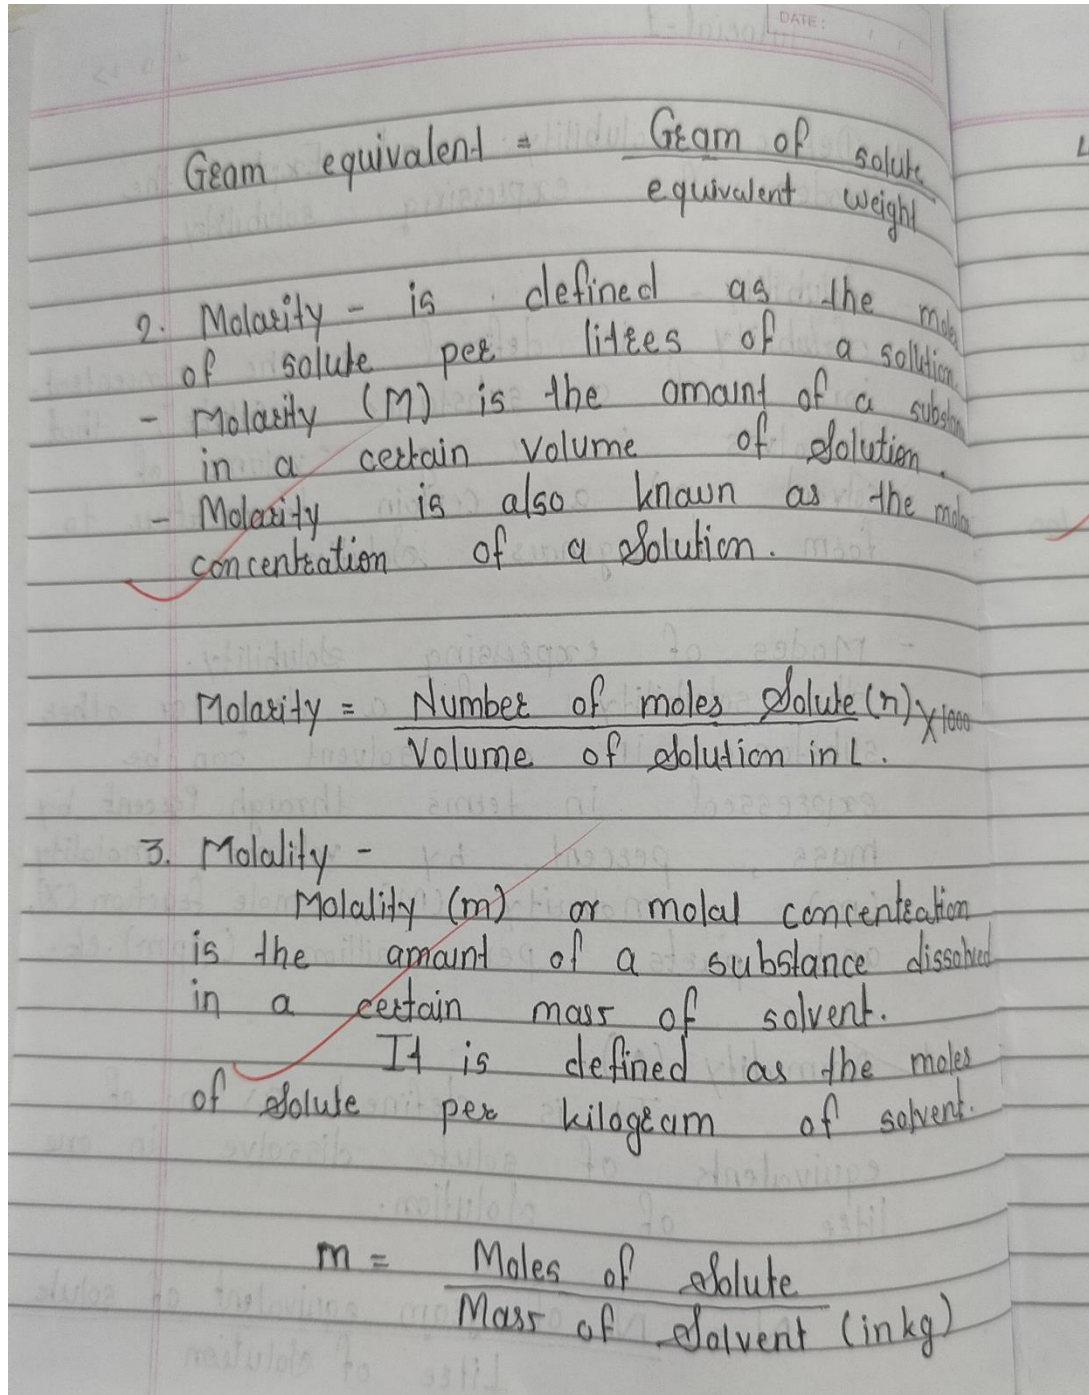 DATE:
Gram equivalent = Gram of solute
equivalent weight
2. Molarity - is defined as the moles
of solute per litres of a solution.
- Molarity (M) is the amaunt of a substan
in a certain volume of solution.
- Molarity is also known as the molar
concentration of a solution.
Molarity = Number of moles Solute (n) X 1000
Volume of solution in L.
3. Molality -
Molality (m) or molal concentration
is the amaunt of a substance dissolved
in a certain mass of solvent.
It is defined as the moles
of solute per kilogram of solvent.
m = Moles of solute
Mass of Solvent (in kg)